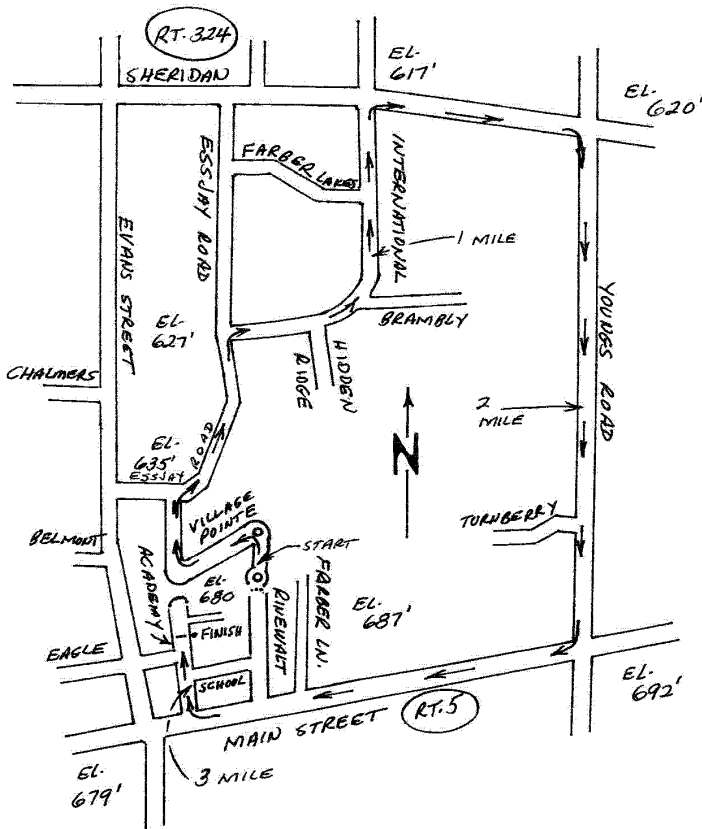 RT. 324
SHERIDAN
EL-
617'
EL-
620'
FARBER LAKES
ESSJAY ROAD
INTERNATIONAL
EVANS STREET
1 MILE
BRAMBLY
EL-
627'
HIDDEN
RIDGE
YOUNGS ROAD
CHALMERS
2
MILE
EL-
635'
ESSJAY
ROAD
N
VILLAGE
POINTE
TURNBERRY
BELMONT
START
ACADEMY
EL-
680
RINEWALT
FARBER LN.
EL-
687'
FINISH
EAGLE
SCHOOL
EL-
692'
MAIN STREET
RT. 5
3 MILE
EL-
679'